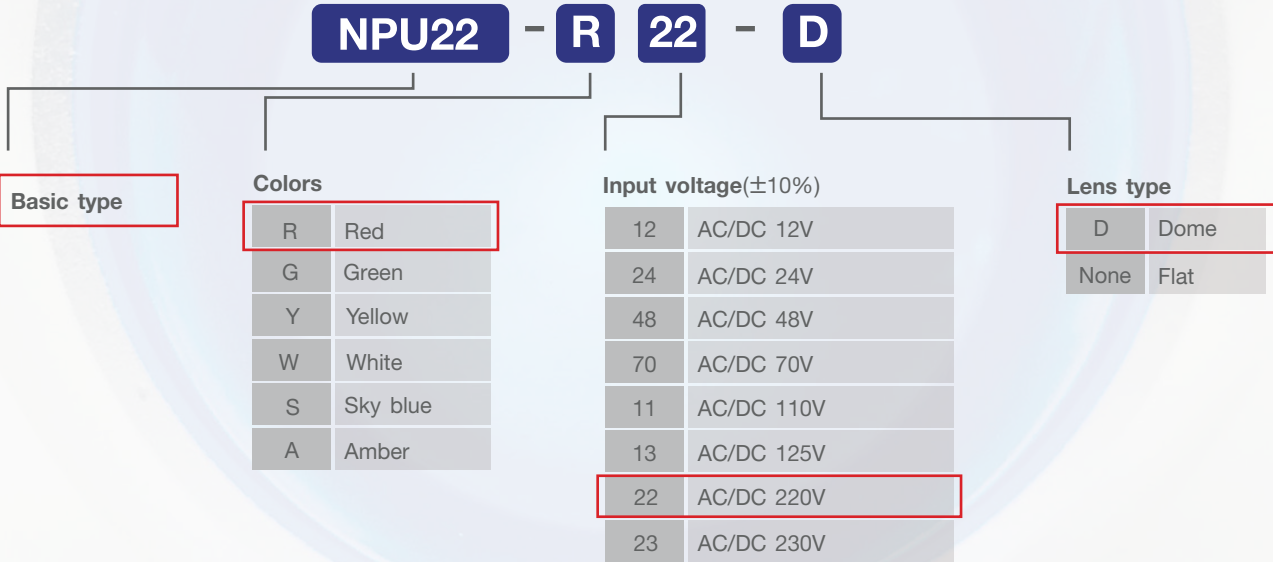 NPU22 - R 22 - D
Basic type
Colors
R Red
G Green
Y Yellow
W White
S Sky blue
A Amber
Input voltage(±10%)
12 AC/DC 12V
24 AC/DC 24V
48 AC/DC 48V
70 AC/DC 70V
11 AC/DC 110V
13 AC/DC 125V
22 AC/DC 220V
23 AC/DC 230V
Lens type
D Dome
None Flat